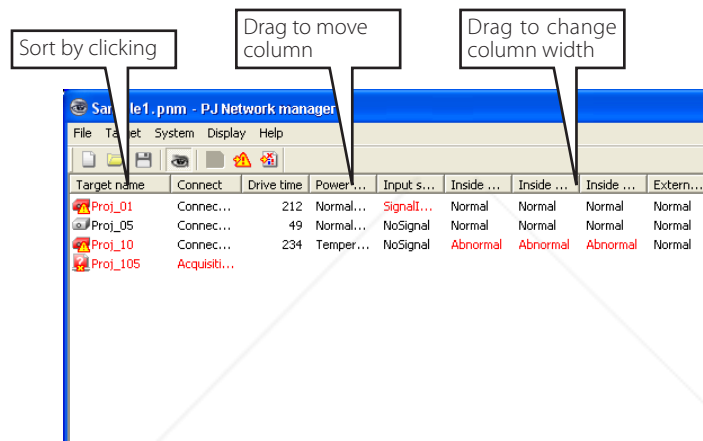 Sort by clicking
Drag to move
column
Drag to change
column width
Sample1.pnm - PJ Network manager
File Target System Display Help
Target name Connect Drive time Power... Input s... Inside ... Inside ... Inside ... Extern...
Proj_01 Connec... 212 Normal... SignalI... Normal Normal Normal Normal
Proj_05 Connec... 49 Normal... NoSignal Normal Normal Normal Normal
Proj_10 Connec... 234 Temper... NoSignal Abnormal Abnormal Abnormal Normal
Proj_105 Acquisiti...